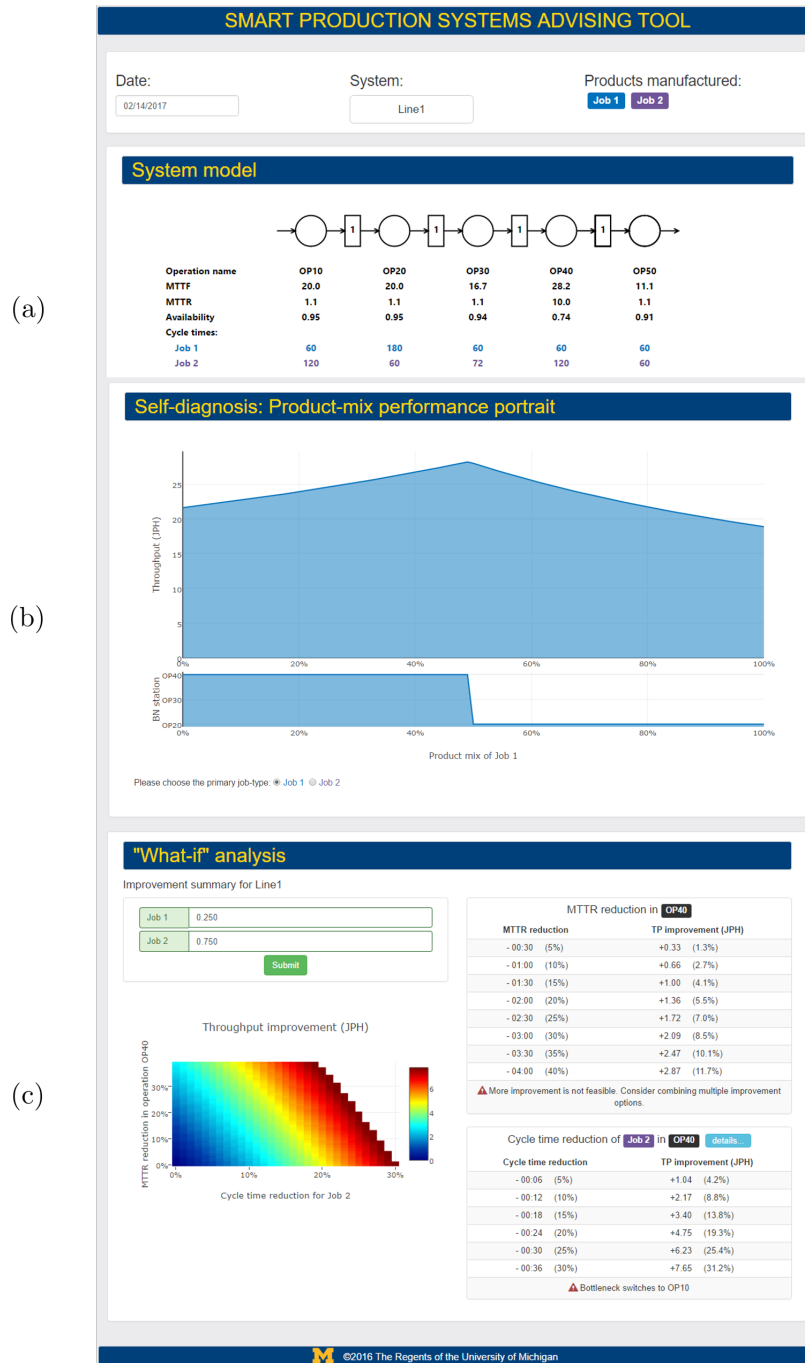 SMART PRODUCTION SYSTEMS ADVISING TOOL
Date:
System:
Products manufactured:
02/14/2017
Line1
Job 1 Job 2
(a)
System model
1 1 1 1
Operation name OP10 OP20 OP30 OP40 OP50
MTTF 20.0 20.0 16.7 28.2 11.1
MTTR 1.1 1.1 1.1 10.0 1.1
Availability 0.95 0.95 0.94 0.74 0.91
Cycle times:
Job 1 60 180 60 60 60
Job 2 120 60 72 120 60
(b)
Self-diagnosis: Product-mix performance portrait
Throughput (JPH)
25
20
15
10
5
0
0% 20% 40% 60% 80% 100%
BN station
OP40
OP30
OP20
0% 20% 40% 60% 80% 100%
Product mix of Job 1
Please choose the primary job-type: Job 1 Job 2
(c)
"What-if" analysis
Improvement summary for Line1
Job 1 0.250
Job 2 0.750
Submit
Throughput improvement (JPH)
MTTR reduction in operation OP40
30%
20%
10%
0%
0% 10% 20% 30%
Cycle time reduction for Job 2
6
4
2
0
MTTR reduction in OP40
MTTR reduction TP improvement (JPH)
- 00:30 (5%) +0.33 (1.3%)
- 01:00 (10%) +0.66 (2.7%)
- 01:30 (15%) +1.00 (4.1%)
- 02:00 (20%) +1.36 (5.5%)
- 02:30 (25%) +1.72 (7.0%)
- 03:00 (30%) +2.09 (8.5%)
- 03:30 (35%) +2.47 (10.1%)
- 04:00 (40%) +2.87 (11.7%)
More improvement is not feasible. Consider combining multiple improvement
options.
Cycle time reduction of Job 2 in OP40 details...
Cycle time reduction TP improvement (JPH)
- 00:06 (5%) +1.04 (4.2%)
- 00:12 (10%) +2.17 (8.8%)
- 00:18 (15%) +3.40 (13.8%)
- 00:24 (20%) +4.75 (19.3%)
- 00:30 (25%) +6.23 (25.4%)
- 00:36 (30%) +7.65 (31.2%)
Bottleneck switches to OP10
M ©2016 The Regents of the University of Michigan